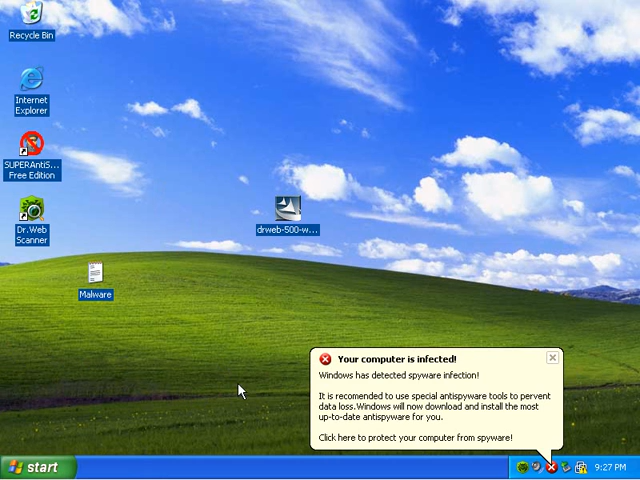 Recycle Bin
Internet
Explorer
SUPERAntiS...
Free Edition
Dr.Web
Scanner
drweb-500-w...
Malware
Your computer is infected!
Windows has detected spyware infection!
It is recomended to use special antispyware tools to pervent
data loss.Windows will now download and install the most
up-to-date antispyware for you.
Click here to protect your computer from spyware!
start
9:27 PM